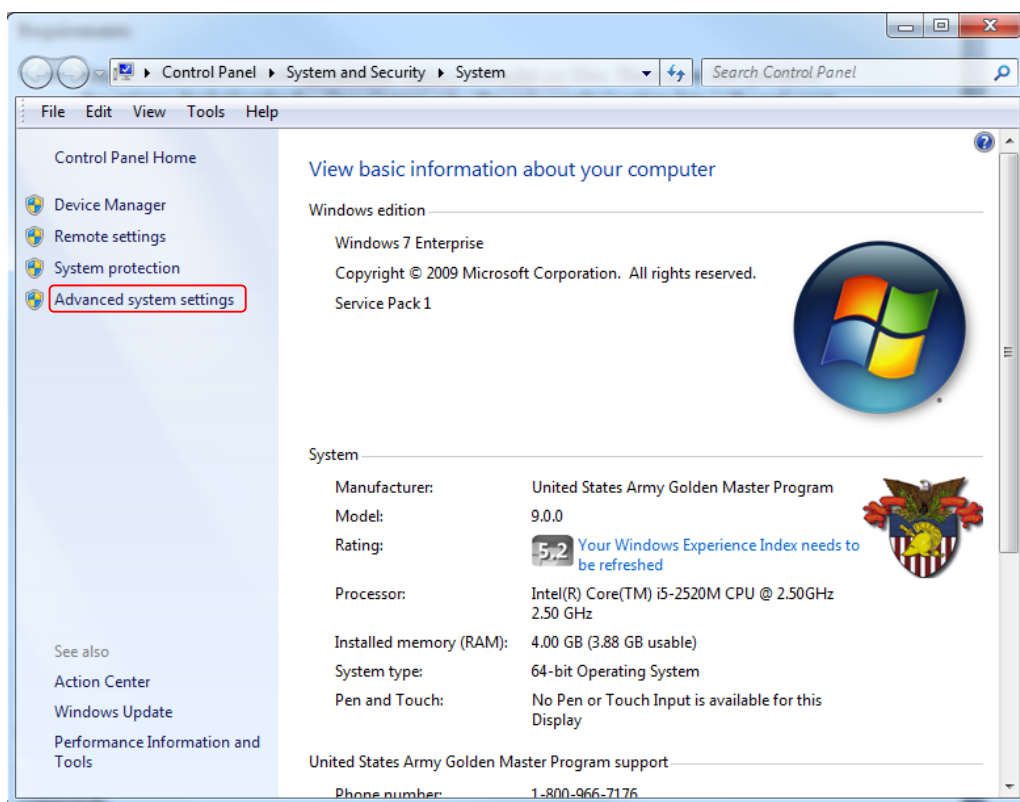 Control Panel ▸ System and Security ▸ System
Search Control Panel
File Edit View Tools Help
Control Panel Home
Device Manager
Remote settings
System protection
Advanced system settings
See also
Action Center
Windows Update
Performance Information and
Tools
View basic information about your computer
Windows edition
Windows 7 Enterprise
Copyright © 2009 Microsoft Corporation. All rights reserved.
Service Pack 1
System
Manufacturer: United States Army Golden Master Program
Model: 9.0.0
Rating: 5.2 Your Windows Experience Index needs to
be refreshed
Processor: Intel(R) Core(TM) i5-2520M CPU @ 2.50GHz
2.50 GHz
Installed memory (RAM): 4.00 GB (3.88 GB usable)
System type: 64-bit Operating System
Pen and Touch: No Pen or Touch Input is available for this
Display
United States Army Golden Master Program support
Phone number: 1-800-966-7176